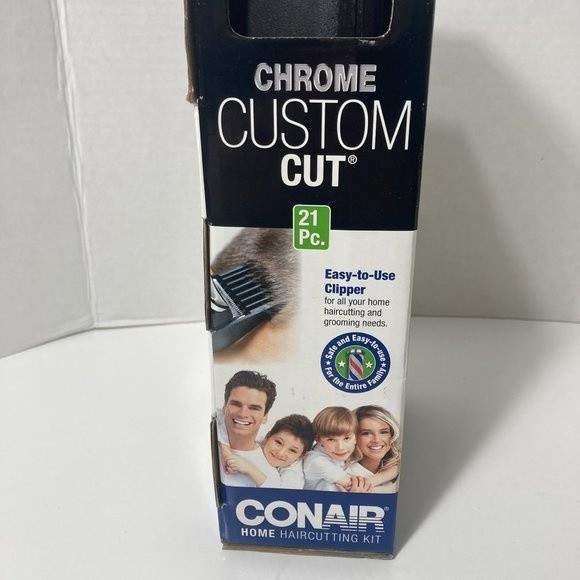 CHROME
CUSTOM
CUT®
21
Pc.
Easy-to-Use
Clipper
for all your home
haircutting and
grooming needs.
Safe and Easy-to-use
For the Entire Family
CONAIR®
HOME HAIRCUTTING KIT